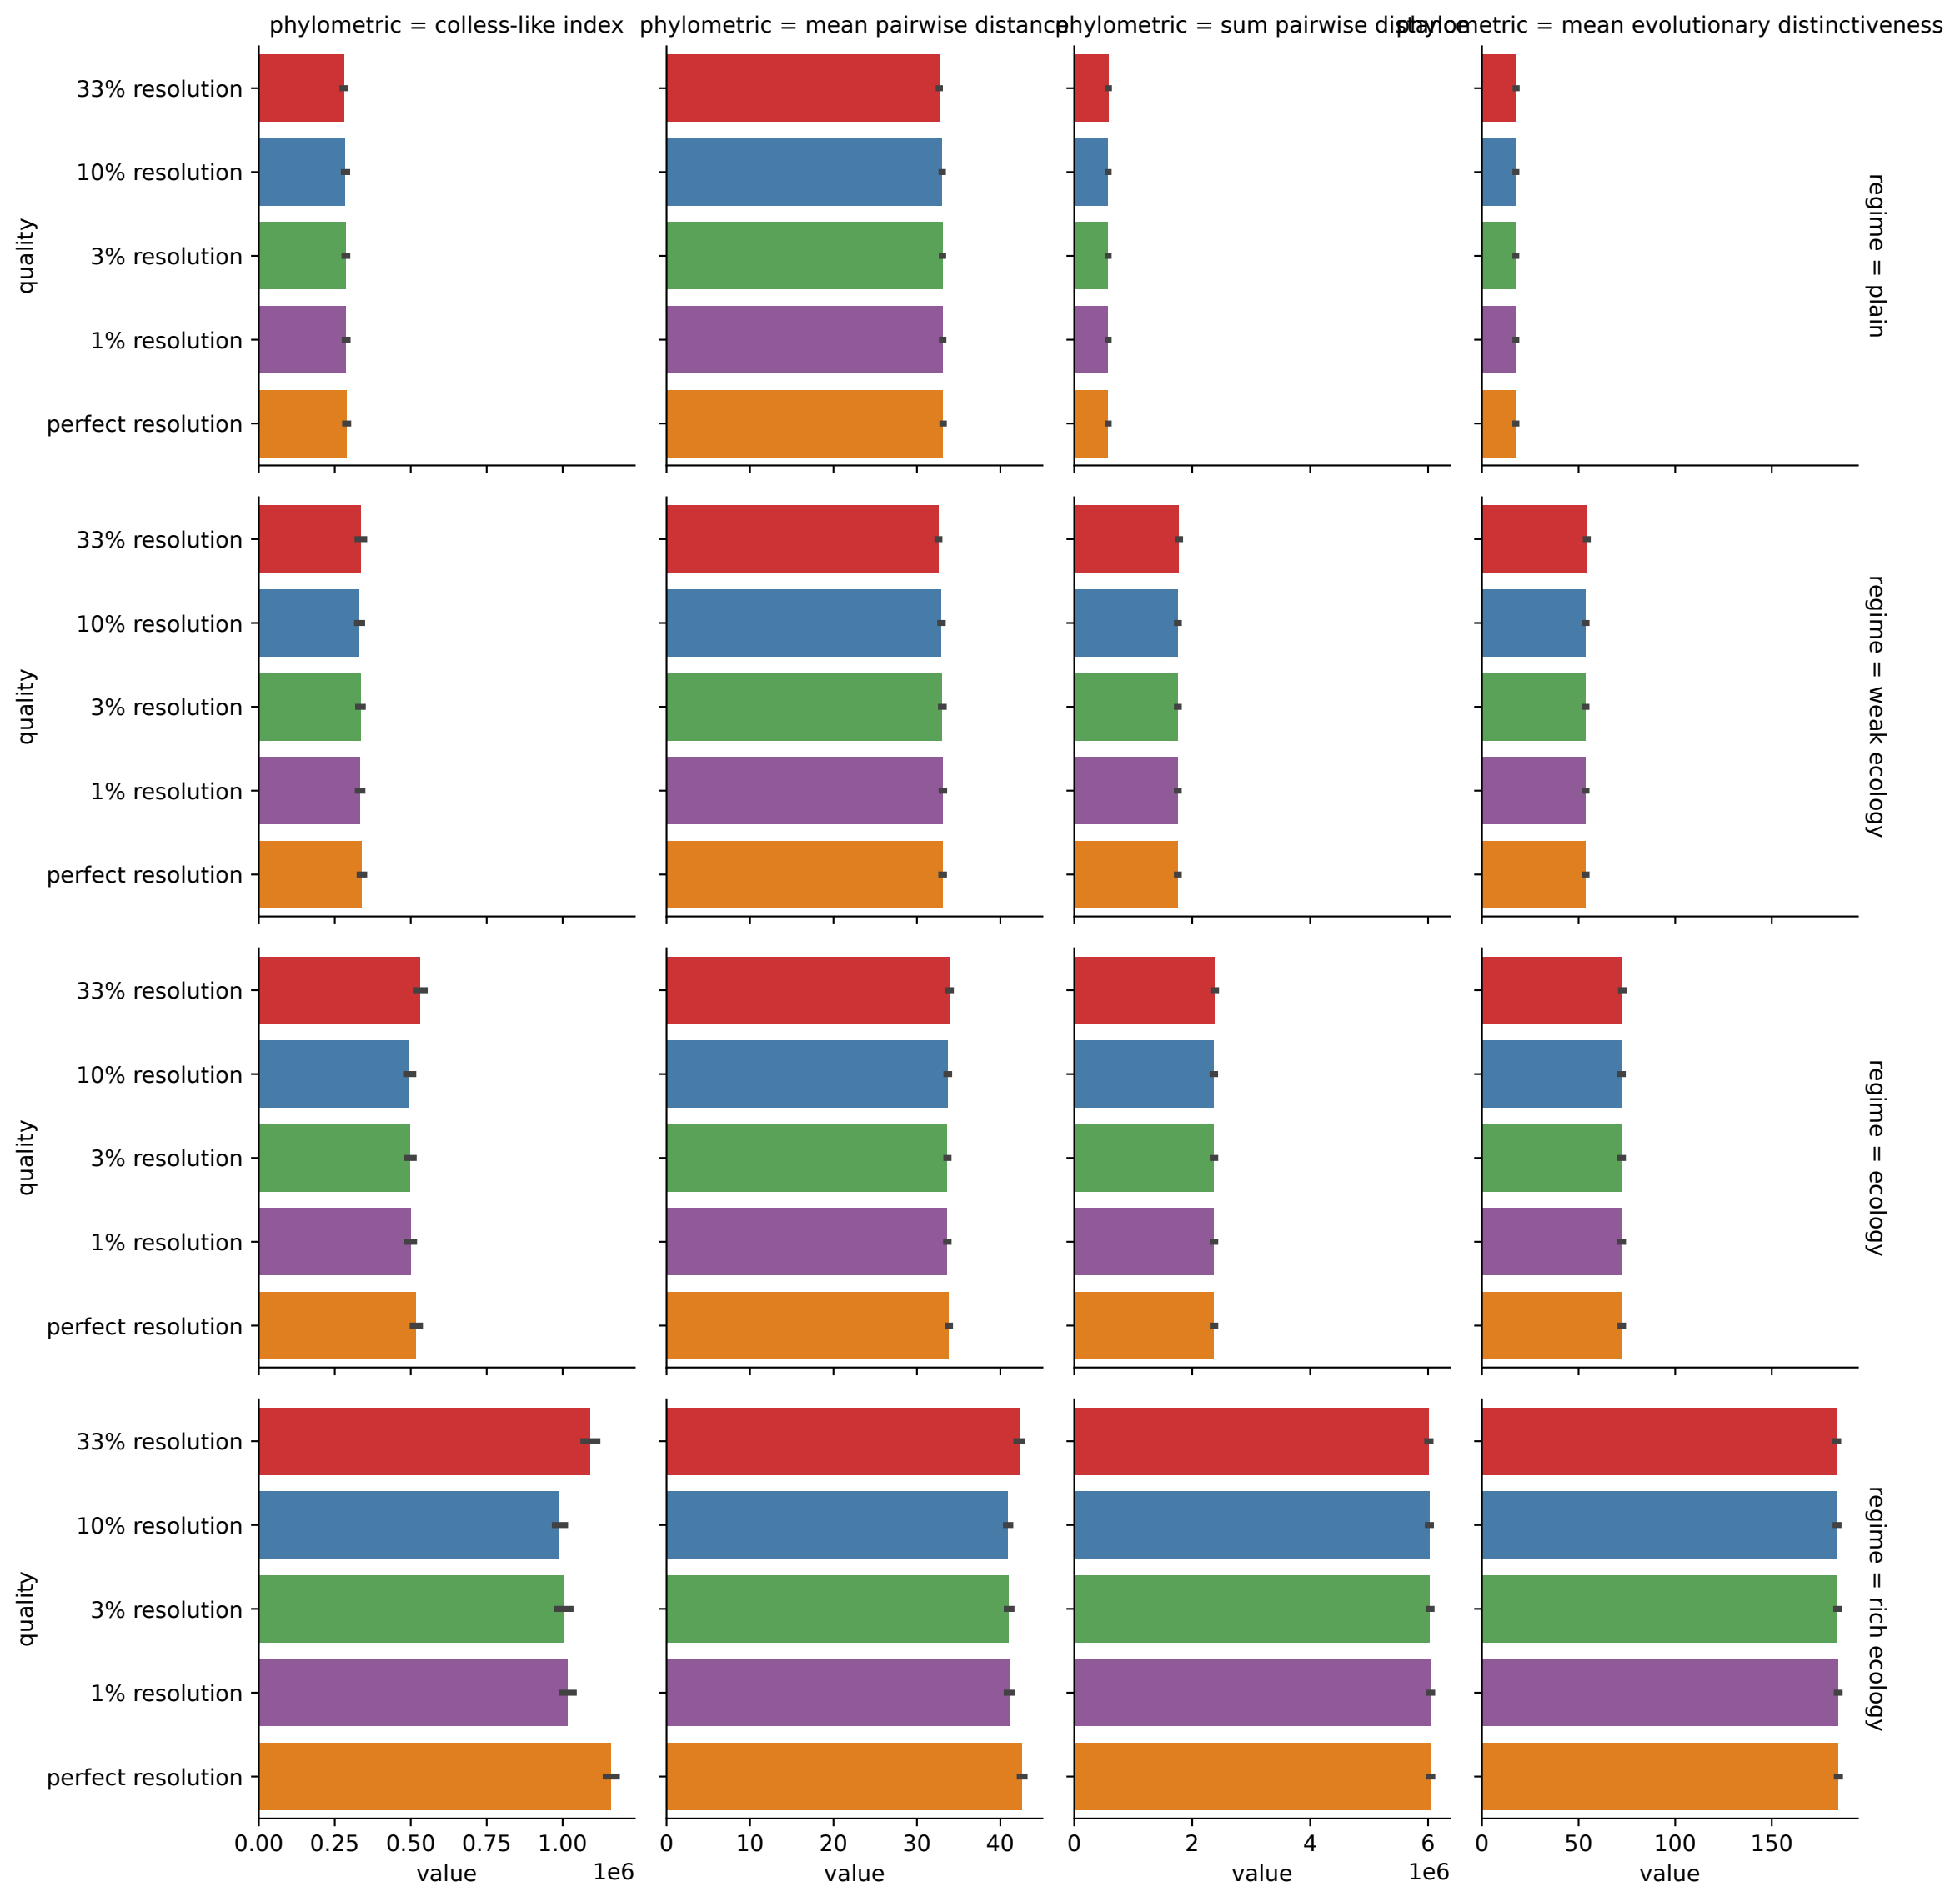 phylometric = colless-like index
phylometric = mean pairwise distance
phylometric = sum pairwise distance
phylometric = mean evolutionary distinctiveness
quality
33% resolution
10% resolution
3% resolution
1% resolution
perfect resolution
regime = plain
quality
33% resolution
10% resolution
3% resolution
1% resolution
perfect resolution
regime = weak ecology
quality
33% resolution
10% resolution
3% resolution
1% resolution
perfect resolution
regime = ecology
quality
33% resolution
10% resolution
3% resolution
1% resolution
perfect resolution
regime = rich ecology
0.00 0.25 0.50 0.75 1.00
value
1e6
0 10 20 30 40
value
0 2 4 6
value
1e6
0 50 100 150
value